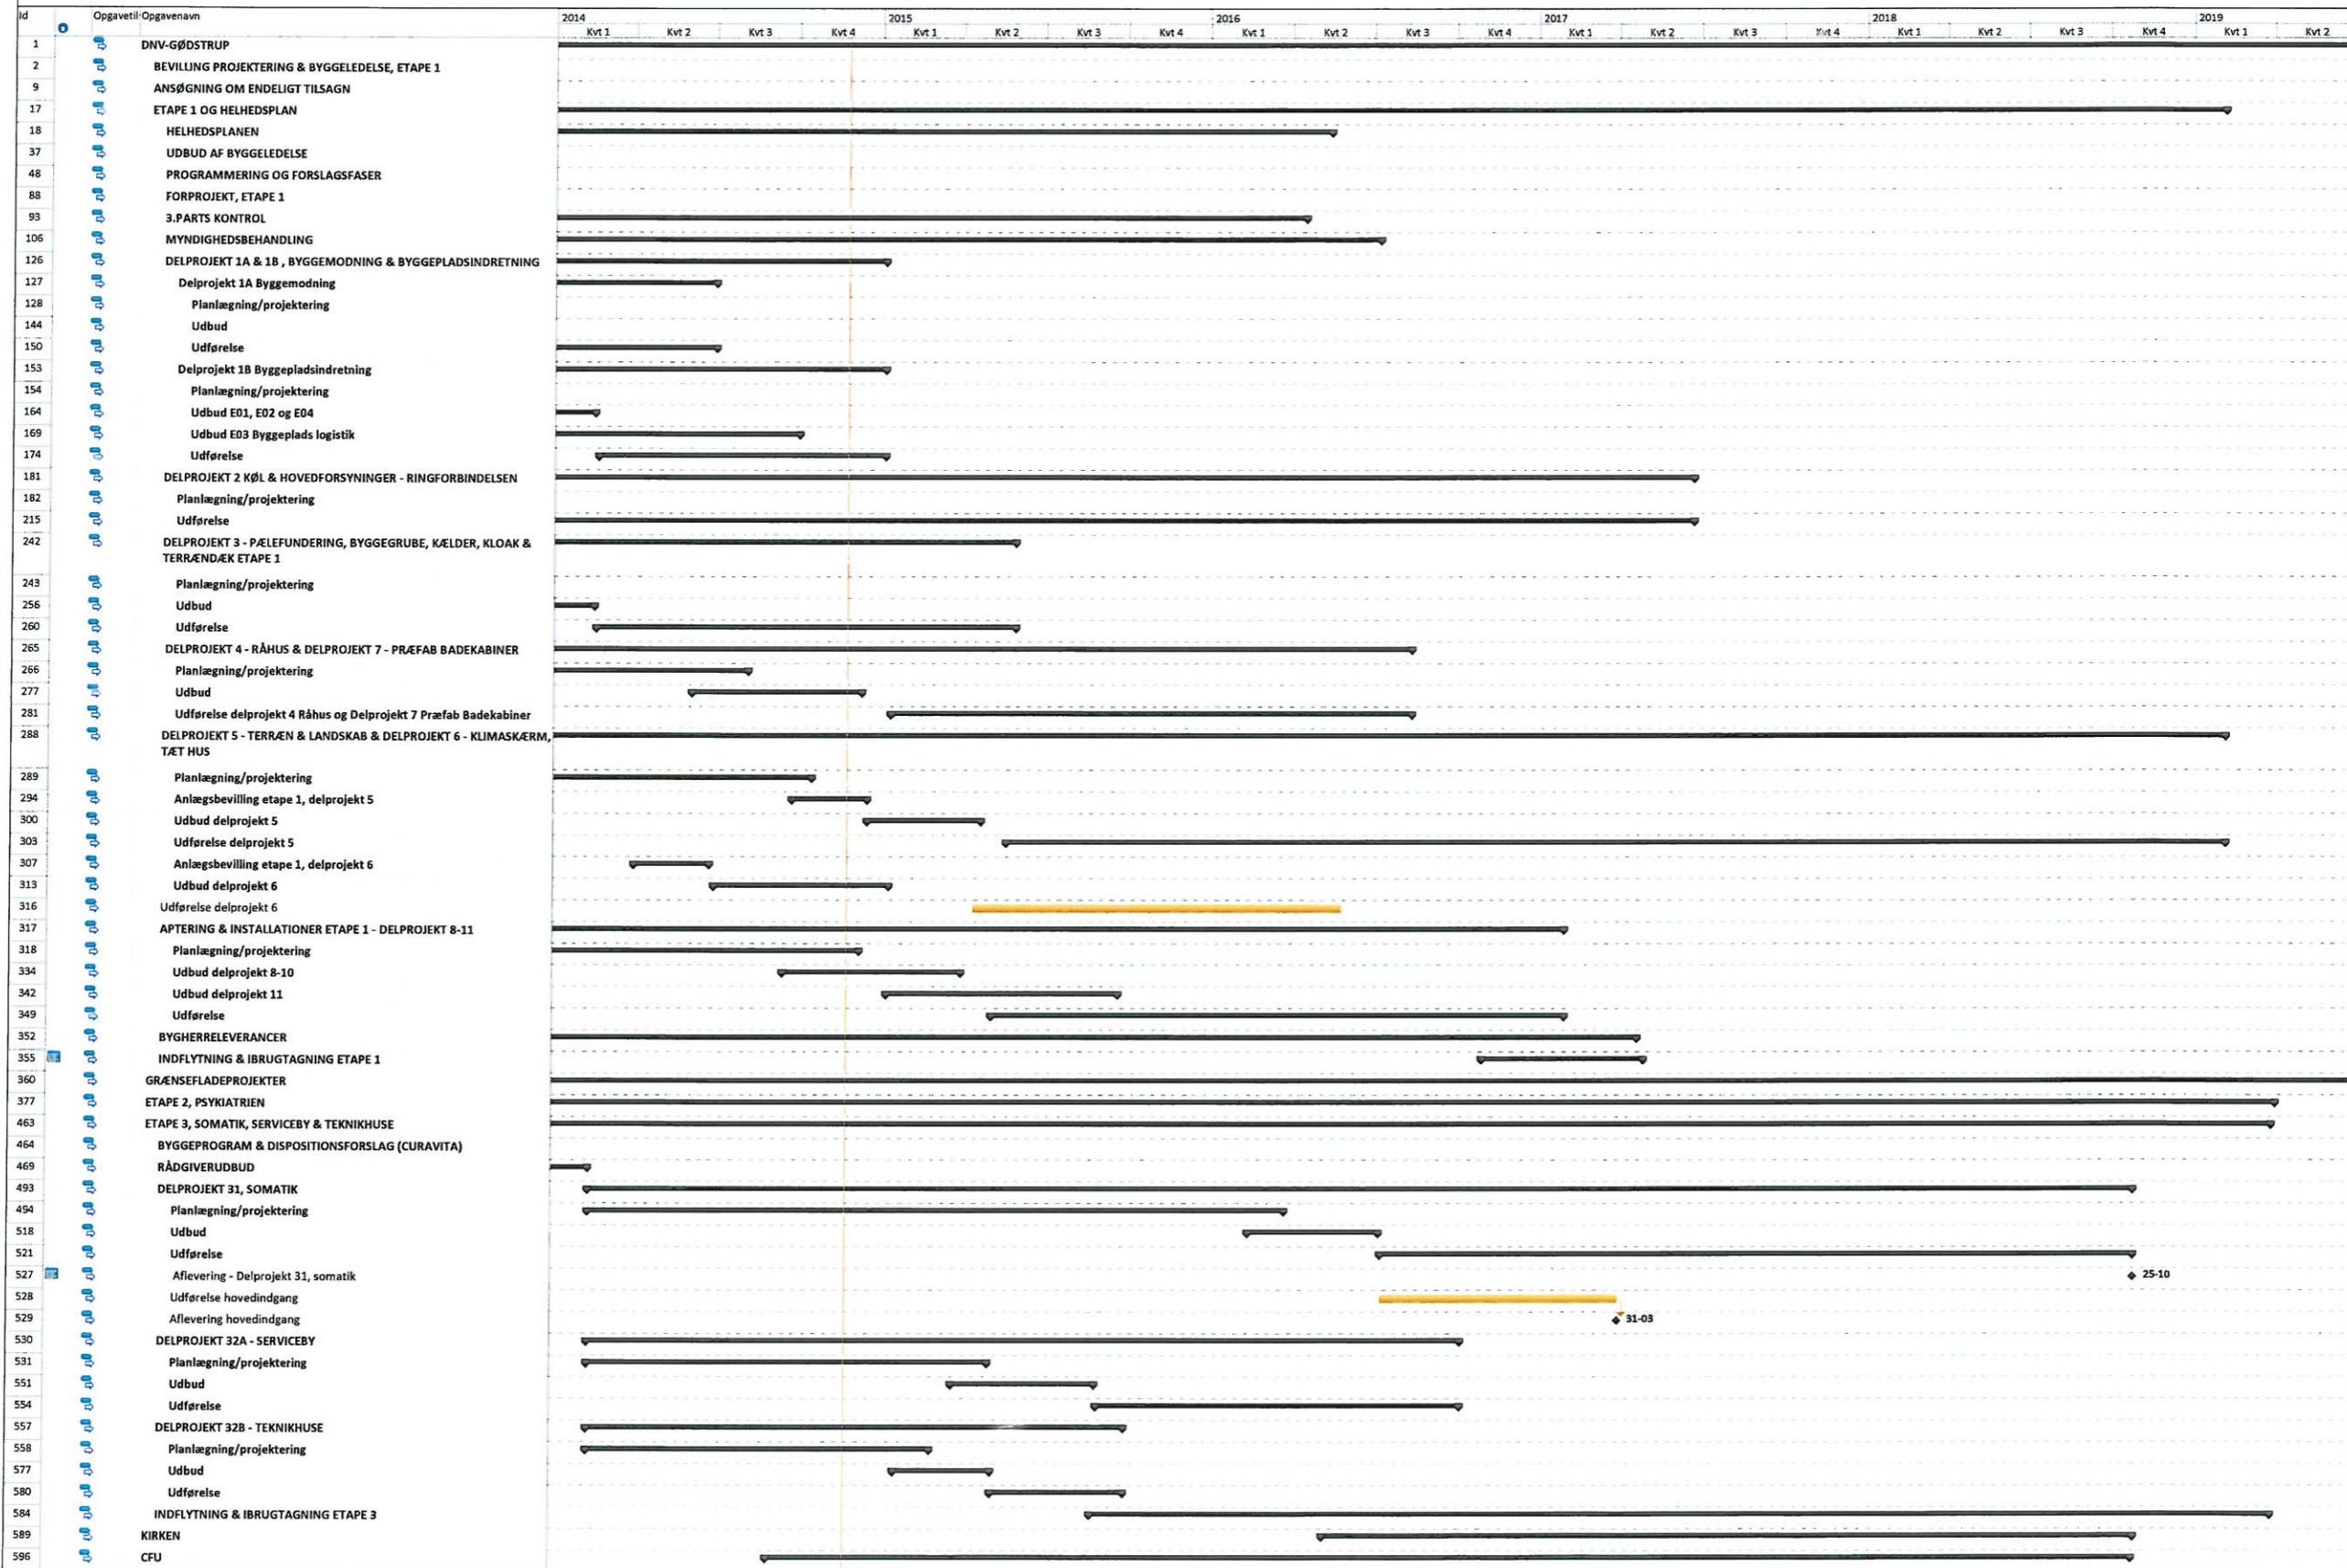 Id Opgavetil Opgavenavn 2014 2015 2016 2017 2018 2019
Kvt 1 Kvt 2 Kvt 3 Kvt 4 Kvt 1 Kvt 2 Kvt 3 Kvt 4 Kvt 1 Kvt 2 Kvt 3 Kvt 4 Kvt 1 Kvt 2 Kvt 3 Kvt 4 Kvt 1 Kvt 2 Kvt 3 Kvt 4 Kvt 1 Kvt 2
1 DNV-GØDSTRUP
2 BEVILLING PROJEKTERING & BYGGELEDELSE, ETAPE 1
9 ANSØGNING OM ENDELIGT TILSAGN
17 ETAPE 1 OG HELHEDSPLAN
18 HELHEDSPLANEN
37 UDBUD AF BYGGELEDELSE
48 PROGRAMMERING OG FORSLAGSFASER
88 FORPROJEKT, ETAPE 1
93 3.PARTS KONTROL
106 MYNDIGHEDSBEHANDLING
126 DELPROJEKT 1A & 1B , BYGGEMODNING & BYGGEPLADSINDRETNING
127 Delprojekt 1A Byggemodning
128 Planlægning/projektering
144 Udbud
150 Udførelse
153 Delprojekt 1B Byggepladsindretning
154 Planlægning/projektering
164 Udbud E01, E02 og E04
169 Udbud E03 Byggeplads logistik
174 Udførelse
181 DELPROJEKT 2 KØL & HOVEDFORSYNINGER - RINGFORBINDELSEN
182 Planlægning/projektering
215 Udførelse
242 DELPROJEKT 3 - PÆLEFUNDERING, BYGGEGRUBE, KÆLDER, KLOAK &
TERRÆNDÆK ETAPE 1
243 Planlægning/projektering
256 Udbud
260 Udførelse
265 DELPROJEKT 4 - RÅHUS & DELPROJEKT 7 - PRÆFAB BADEKABINER
266 Planlægning/projektering
277 Udbud
281 Udførelse delprojekt 4 Råhus og Delprojekt 7 Præfab Badekabiner
288 DELPROJEKT 5 - TERRÆN & LANDSKAB & DELPROJEKT 6 - KLIMASKÆRM,
TÆT HUS
289 Planlægning/projektering
294 Anlægsbevilling etape 1, delprojekt 5
300 Udbud delprojekt 5
303 Udførelse delprojekt 5
307 Anlægsbevilling etape 1, delprojekt 6
313 Udbud delprojekt 6
316 Udførelse delprojekt 6
317 APTERING & INSTALLATIONER ETAPE 1 - DELPROJEKT 8-11
318 Planlægning/projektering
334 Udbud delprojekt 8-10
342 Udbud delprojekt 11
349 Udførelse
352 BYGHERRELEVERANCER
355 INDFLYTNING & IBRUGTAGNING ETAPE 1
360 GRÆNSEFLADEPROJEKTER
377 ETAPE 2, PSYKIATRIEN
463 ETAPE 3, SOMATIK, SERVICEBY & TEKNIKHUSE
464 BYGGEPROGRAM & DISPOSITIONSFORSLAG (CURAVITA)
469 RÅDGIVERUDBUD
493 DELPROJEKT 31, SOMATIK
494 Planlægning/projektering
518 Udbud
521 Udførelse
527 Aflevering - Delprojekt 31, somatik 25-10
528 Udførelse hovedindgang
529 Aflevering hovedindgang 31-03
530 DELPROJEKT 32A - SERVICEBY
531 Planlægning/projektering
551 Udbud
554 Udførelse
557 DELPROJEKT 32B - TEKNIKHUSE
558 Planlægning/projektering
577 Udbud
580 Udførelse
584 INDFLYTNING & IBRUGTAGNING ETAPE 3
589 KIRKEN
596 CFU